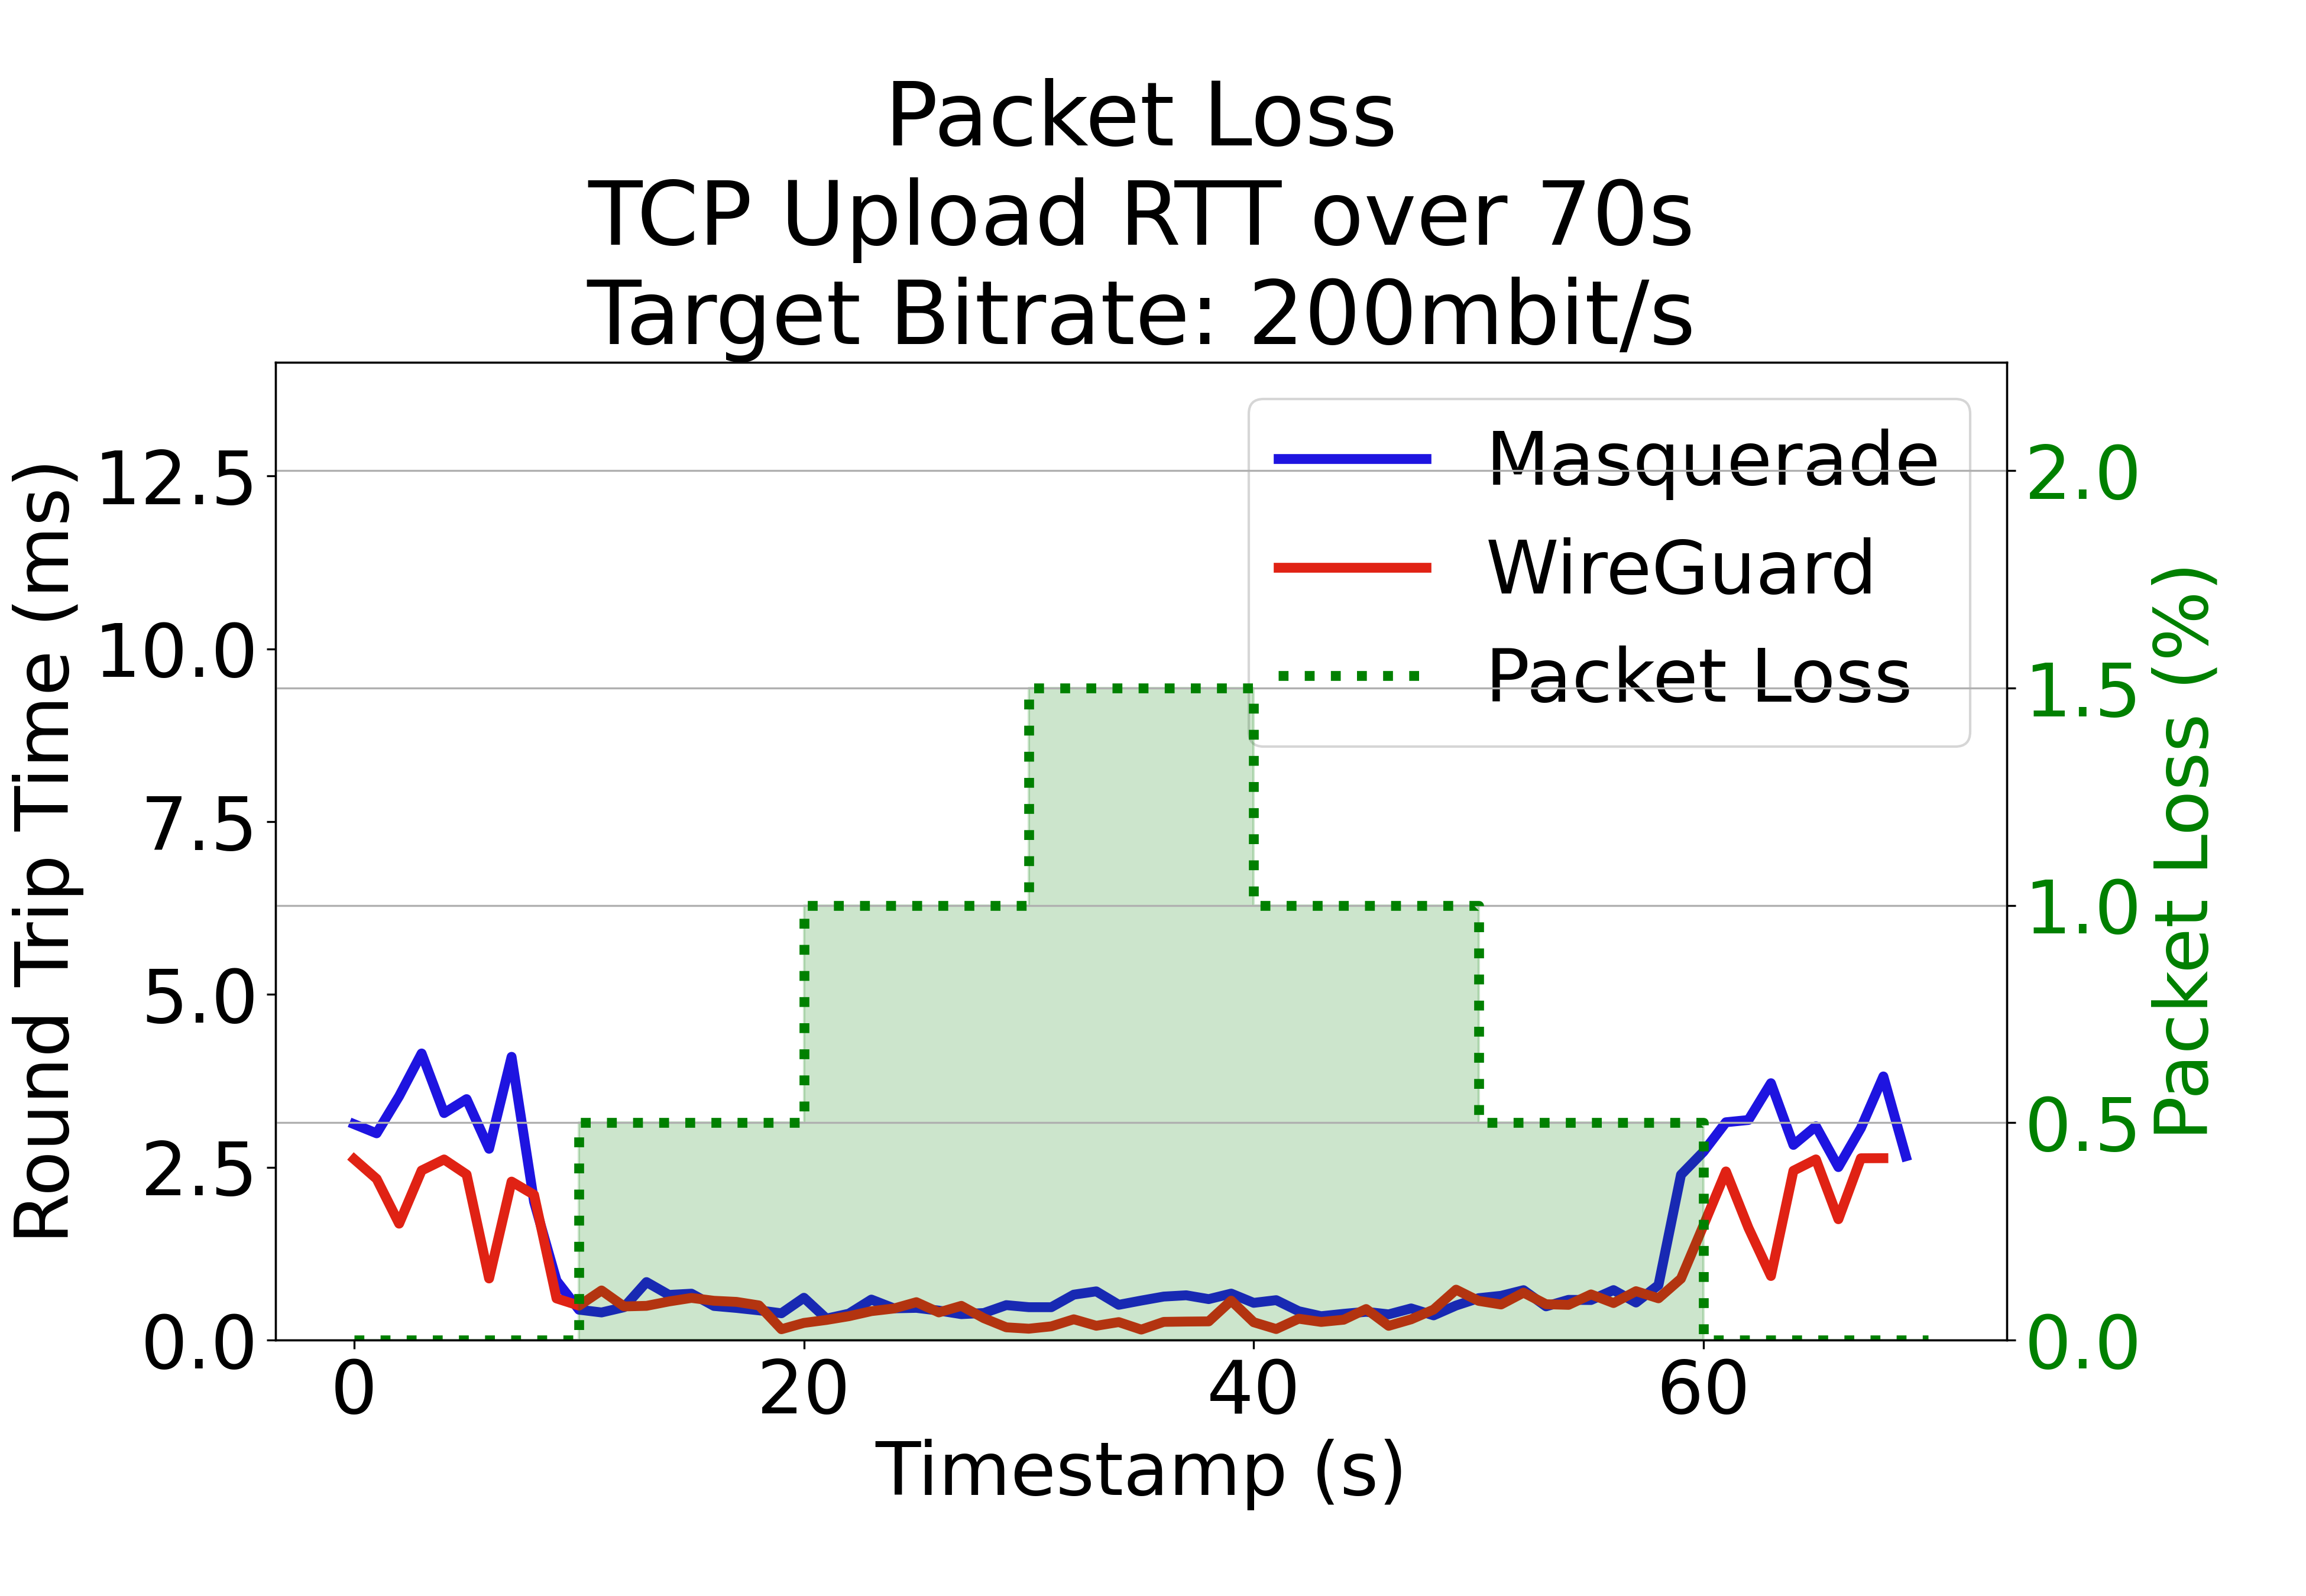 Packet Loss
TCP Upload RTT over 70s
Target Bitrate: 200mbit/s
Round Trip Time (ms)
12.5
10.0
7.5
5.0
2.5
0.0
Masquerade
WireGuard
Packet Loss
2.0
1.5
1.0
0.5
0.0
Packet Loss (%)
0 20 40 60
Timestamp (s)